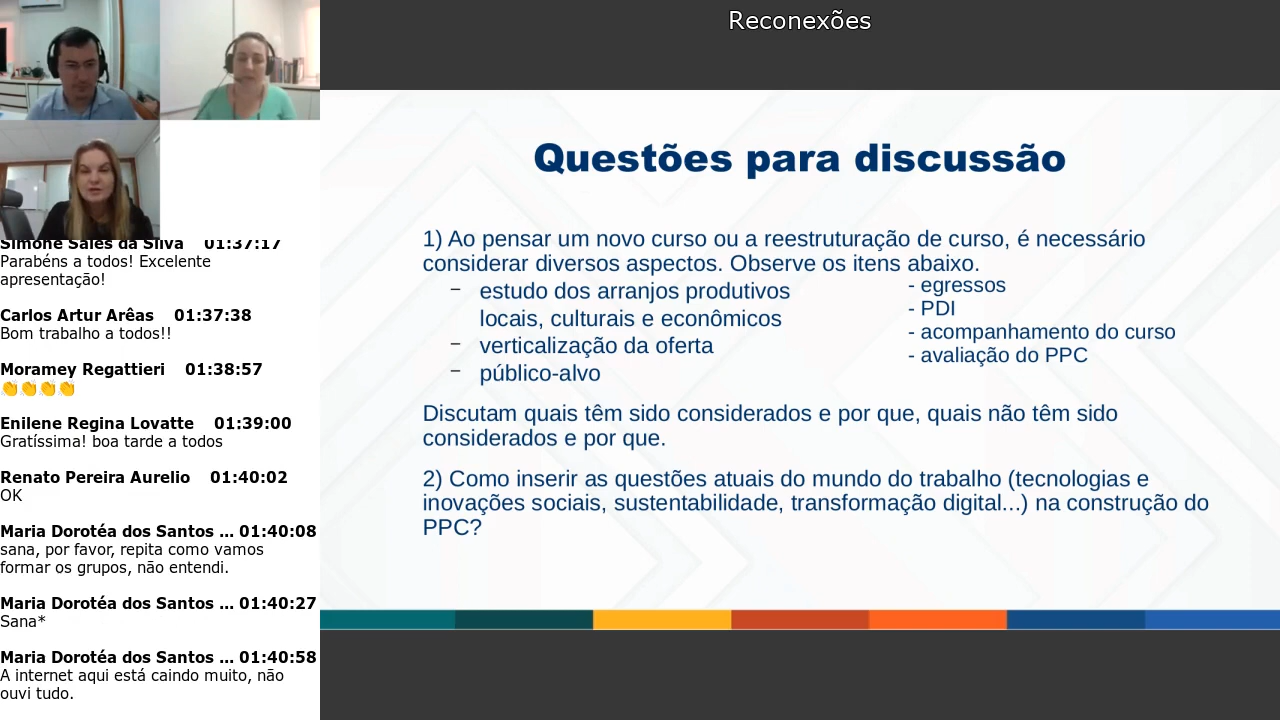 Reconexões
Simone Sales da Silva 01:37:17
Parabéns a todos! Excelente
apresentação!
Carlos Artur Arêas 01:37:38
Bom trabalho a todos!!
Moramey Regattieri 01:38:57
👏👏👏👏
Enilene Regina Lovatte 01:39:00
Gratíssima! boa tarde a todos
Renato Pereira Aurelio 01:40:02
OK
Maria Dorotéa dos Santos ... 01:40:08
sana, por favor, repita como vamos
formar os grupos, não entendi.
Maria Dorotéa dos Santos ... 01:40:27
Sana*
Maria Dorotéa dos Santos ... 01:40:58
A internet aqui está caindo muito, não
ouvi tudo.
Questões para discussão
1) Ao pensar um novo curso ou a reestruturação de curso, é necessário
considerar diversos aspectos. Observe os itens abaixo.
− estudo dos arranjos produtivos
locais, culturais e econômicos
− verticalização da oferta
− público-alvo
- egressos
- PDI
- acompanhamento do curso
- avaliação do PPC
Discutam quais têm sido considerados e por que, quais não têm sido
considerados e por que.
2) Como inserir as questões atuais do mundo do trabalho (tecnologias e
inovações sociais, sustentabilidade, transformação digital...) na construção do
PPC?